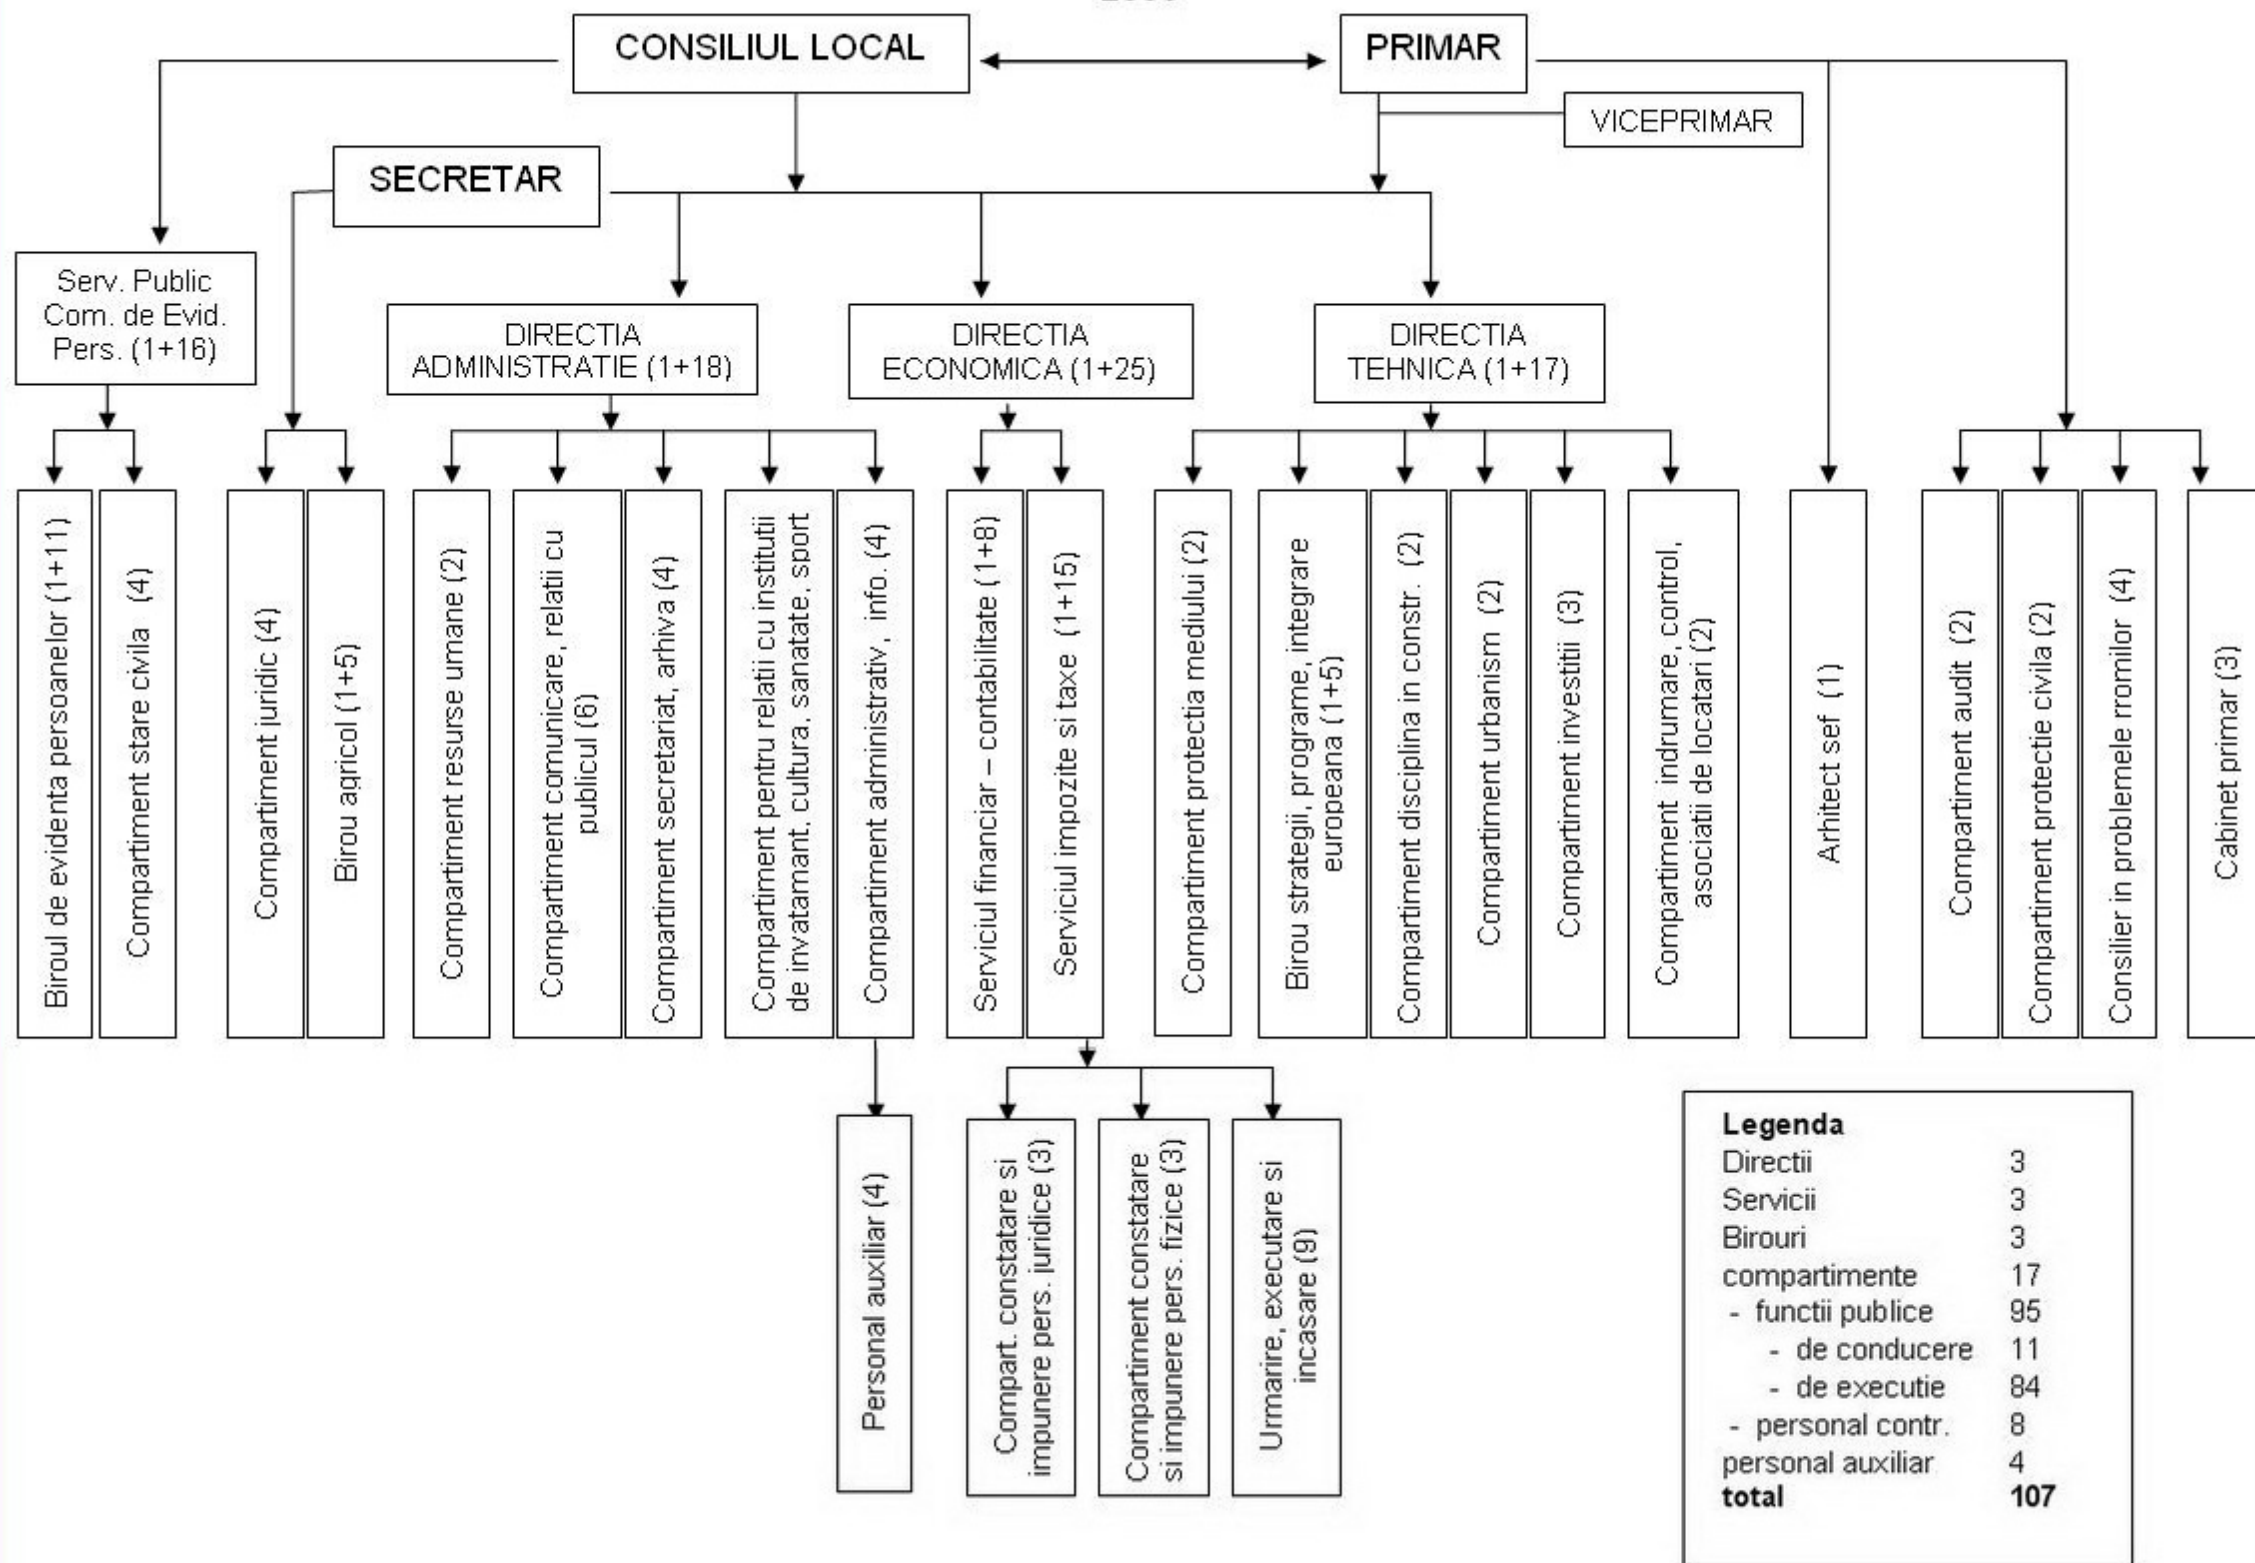 CONSILIUL LOCAL
PRIMAR
VICEPRIMAR
SECRETAR
Serv. Public
Com. de Evid.
Pers. (1+16)
DIRECTIA
ADMINISTRATIE (1+18)
DIRECTIA
ECONOMICA (1+25)
DIRECTIA
TEHNICA (1+17)
Biroul de evidenta persoanelor (1+11)
Compartiment stare civila (4)
Compartiment juridic (4)
Birou agricol (1+5)
Compartiment resurse umane (2)
Compartiment comunicare, relatii cu
publicul (6)
Compartiment secretariat, arhiva (4)
Compartiment pentru relatii cu institutii
de invatamant, cultura, sanatate, sport
Compartiment administrativ, info. (4)
Serviciul financiar – contabilitate (1+8)
Serviciul impozite si taxe (1+15)
Compartiment protectia mediului (2)
Birou strategii, programe, integrare
europeana (1+5)
Compartiment disciplina in constr. (2)
Compartiment urbanism (2)
Compartiment investitii (3)
Compartiment indrumare, control,
asociatii de locatari (2)
Arhitect sef (1)
Compartiment audit (2)
Compartiment protectie civila (2)
Consilier in problemele rromilor (4)
Cabinet primar (3)
Personal auxiliar (4)
Compart. constatare si
impunere pers. juridice (3)
Compartiment constatare
si impunere pers. fizice (3)
Urmarire, executare si
incasare (9)
Legenda
Directii 3
Servicii 3
Birouri 3
compartimente 17
- functii publice 95
- de conducere 11
- de executie 84
- personal contr. 8
personal auxiliar 4
total 107